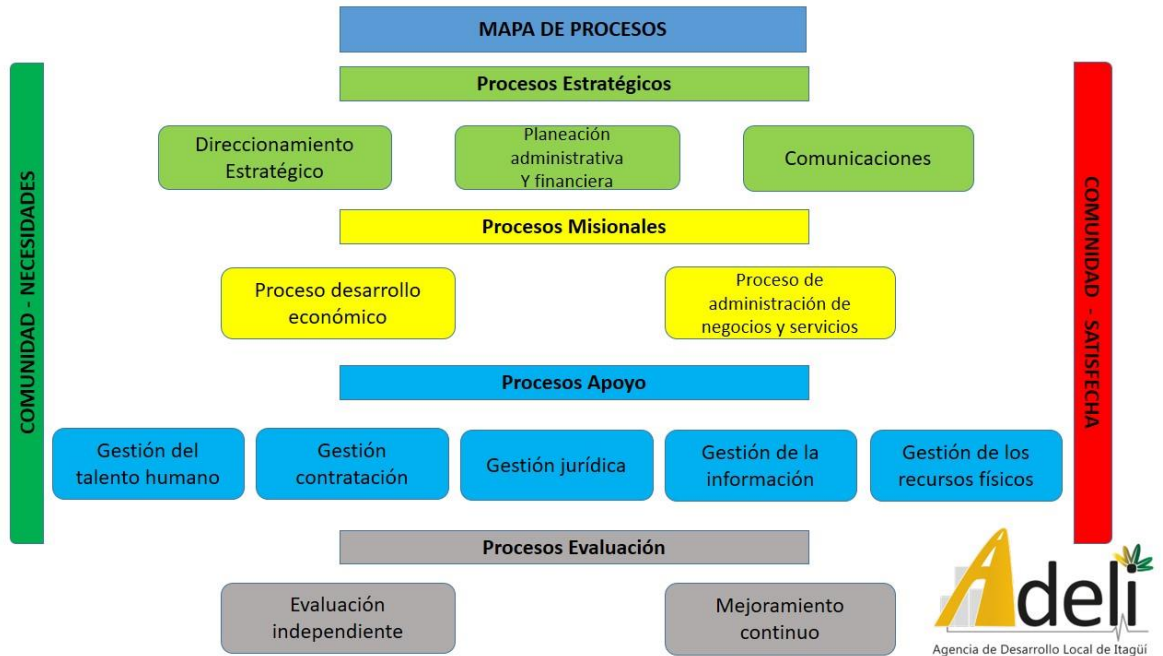 MAPA DE PROCESOS
Procesos Estratégicos
Direccionamiento
Estratégico
Planeación
administrativa
Y financiera
Comunicaciones
Procesos Misionales
Proceso desarrollo
económico
Proceso de
administración de
negocios y servicios
Procesos Apoyo
Gestión del
talento humano
Gestión
contratación
Gestión jurídica
Gestión de la
información
Gestión de los
recursos físicos
Procesos Evaluación
Evaluación
independiente
Mejoramiento
continuo
COMUNIDAD - NECESIDADES
COMUNIDAD - SATISFECHA
Adeli
Agencia de Desarrollo Local de Itagüí